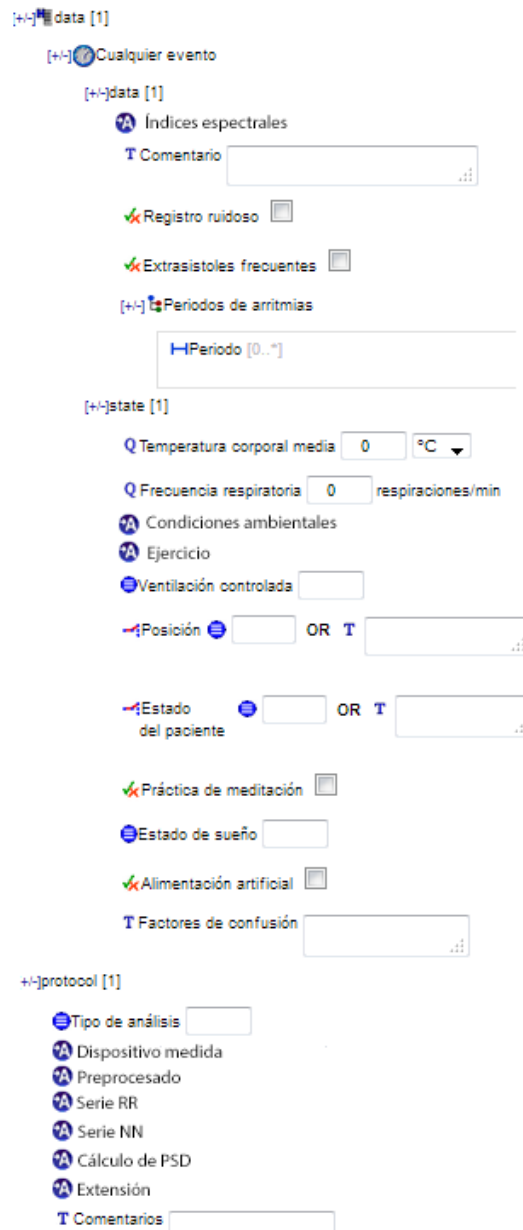 [+/-]data [1]
[+/-]Cualquier evento
[+/-]data [1]
Índices espectrales
T Comentario
Registro ruidoso
Extrasistoles frecuentes
[+/-]Periodos de arritmias
Periodo [0..*]
[+/-]state [1]
Q Temperatura corporal media 0 °C
Q Frecuencia respiratoria 0 respiraciones/min
Condiciones ambientales
Ejercicio
Ventilación controlada
Posición OR T
Estado OR T
del paciente
Práctica de meditación
Estado de sueño
Alimentación artificial
T Factores de confusión
+/-]protocol [1]
Tipo de análisis
Dispositivo medida
Preprocesado
Serie RR
Serie NN
Cálculo de PSD
Extensión
T Comentarios